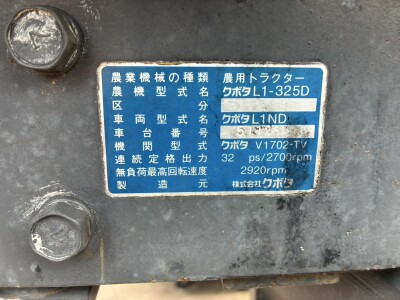 農業機械の種類 農用トラクター
農機型式名 クボタL1-325D
区分
車両型式名 クボタL1ND
車台番号
機関型式 クボタ V1702-TV
連続定格出力 32 ps/2700rpm
無負荷最高回転速度 2920rpm
製造元 株式会社クボタ